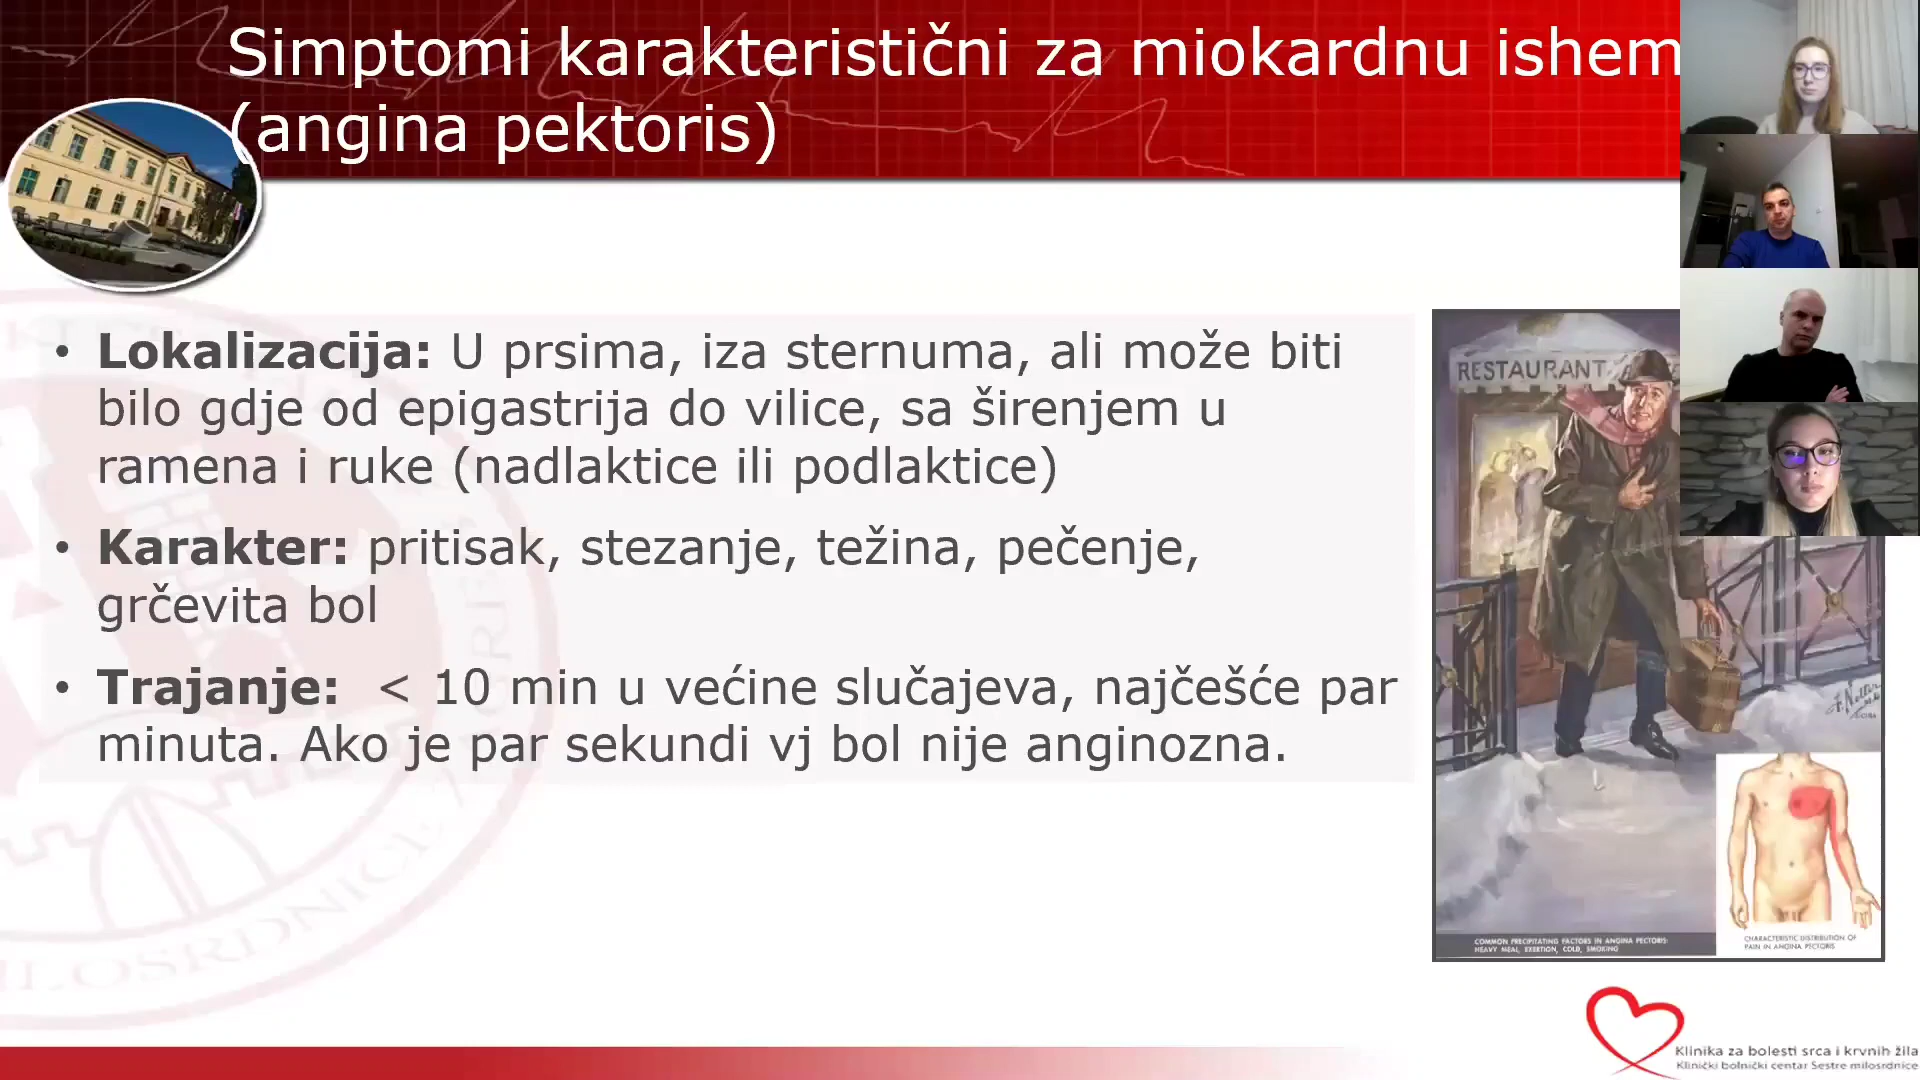 Simptomi karakteristični za miokardnu ishem
(angina pektoris)
• Lokalizacija: U prsima, iza sternuma, ali može biti
bilo gdje od epigastrija do vilice, sa širenjem u
ramena i ruke (nadlaktice ili podlaktice)
• Karakter: pritisak, stezanje, težina, pečenje,
grčevita bol
• Trajanje: < 10 min u većine slučajeva, najčešće par
minuta. Ako je par sekundi vj bol nije anginozna.
RESTAURANT
COMMON PRECIPITATING FACTORS IN ANGINA PECTORIS:
HEAVY MEAL, EXERTION, COLD, SMOKING
CHARACTERISTIC DISTRIBUTION OF
PAIN IN ANGINA PECTORIS
Klinika za bolesti srca i krvnih žila
Klinički bolnički centar Sestre milosrdnice